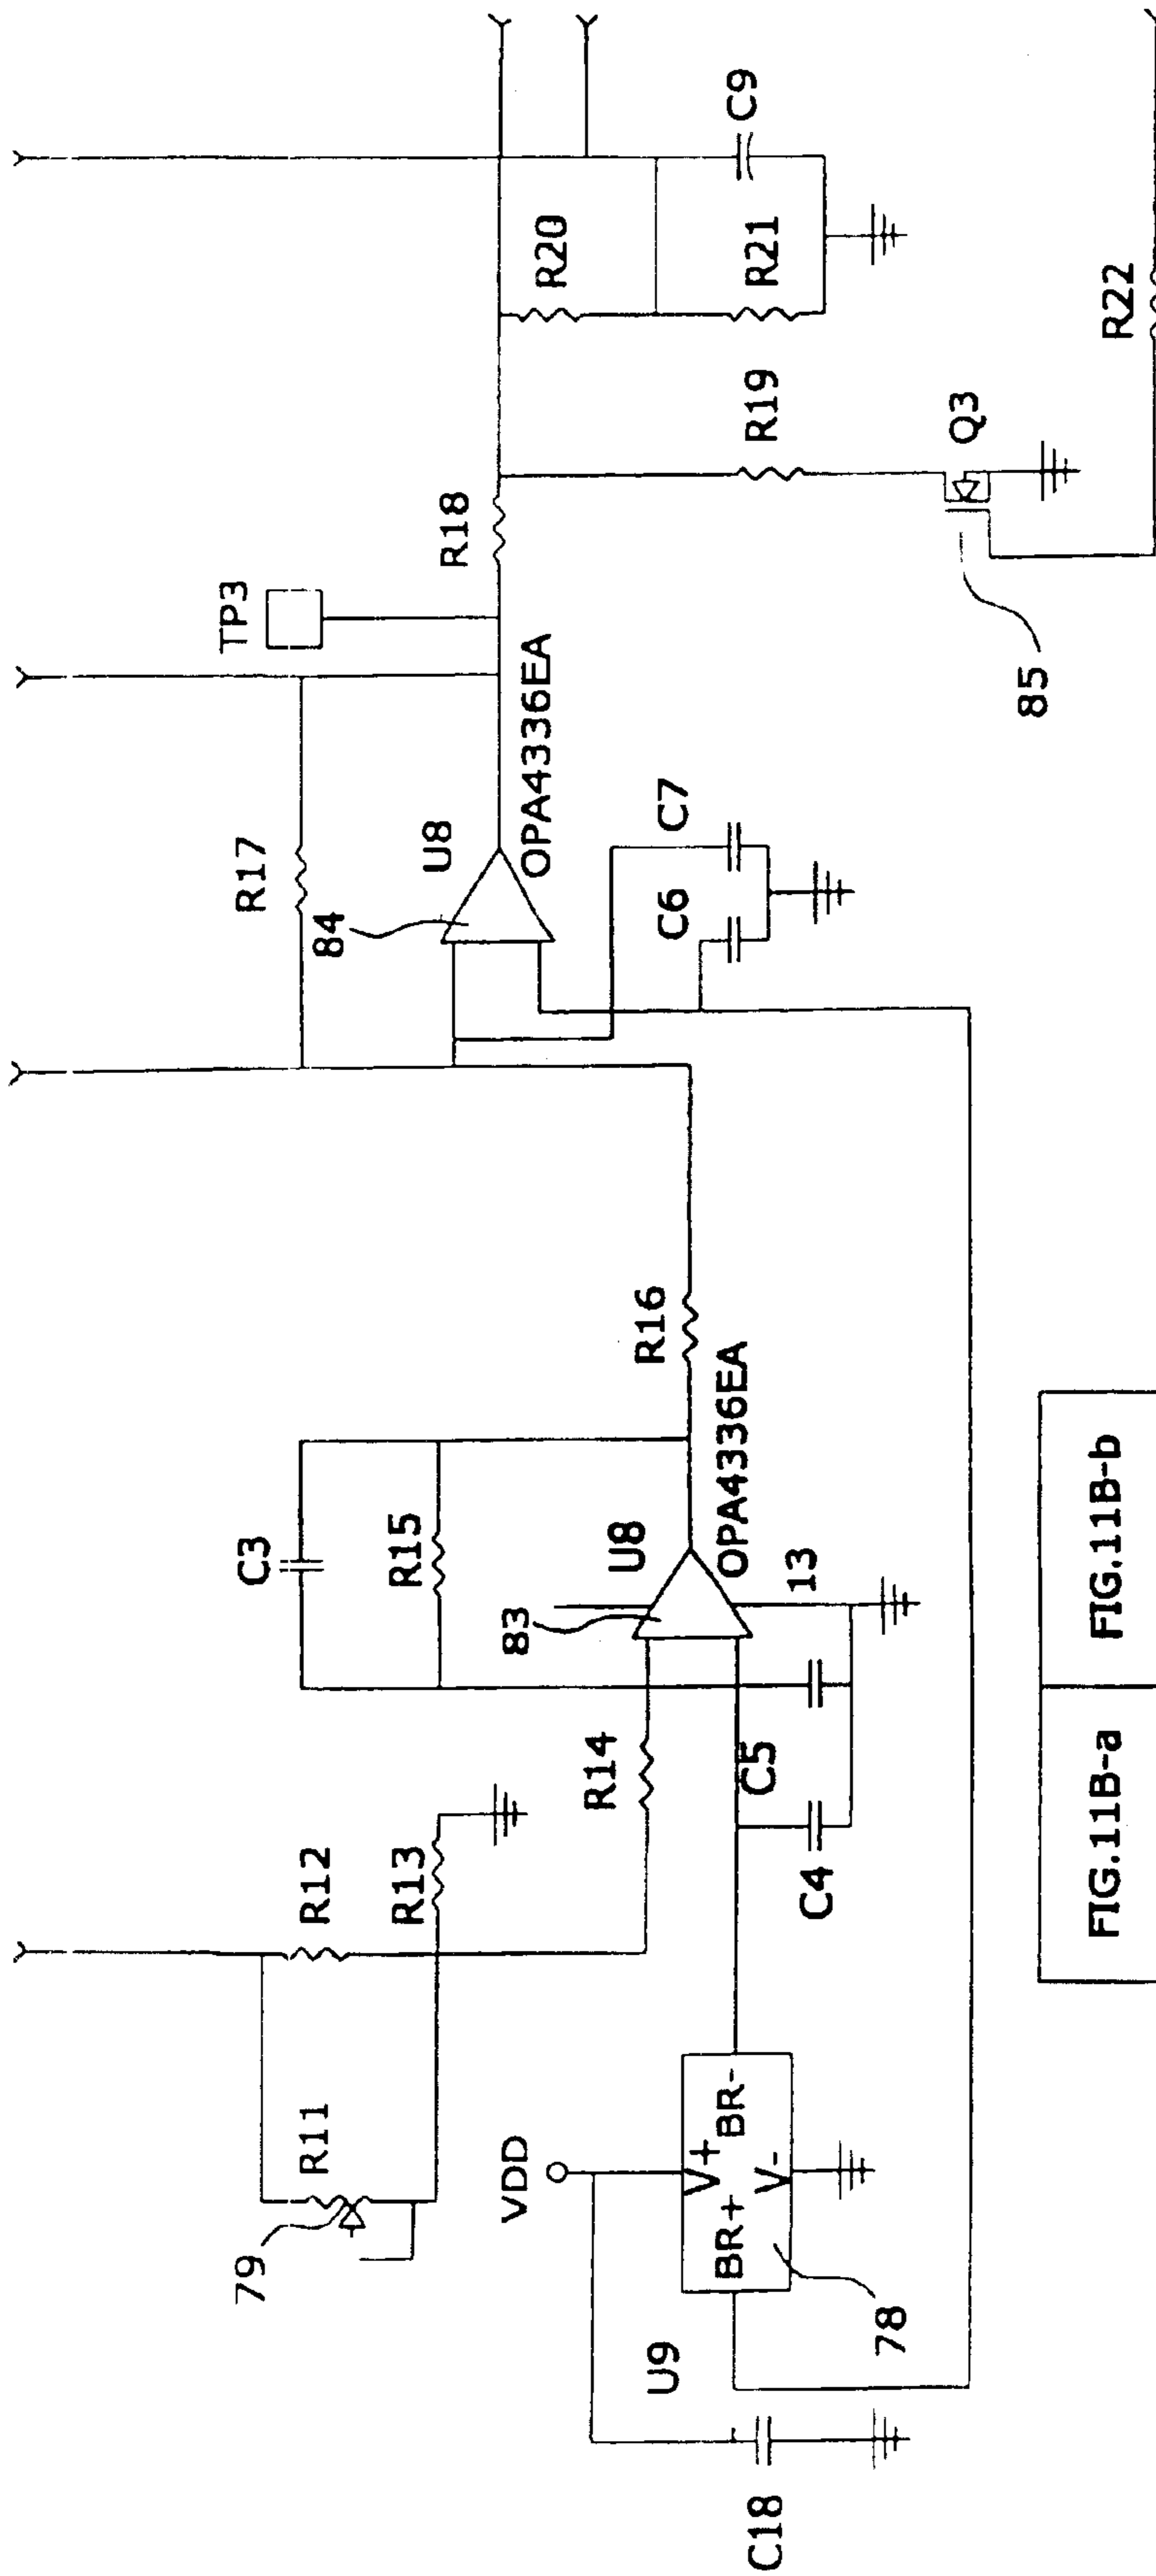 79
R11
R12
R13
VDD
U9
C18
V+
BR+
BR-
V-
78
R14
C3
R15
83
U8
OPA4336EA
13
C5
C4
R16
R17
84
U8
OPA4336EA
C6
C7
TP3
R18
R20
R21
C9
R19
Q3
85
R22
FIG.11B-a
FIG.11B-b